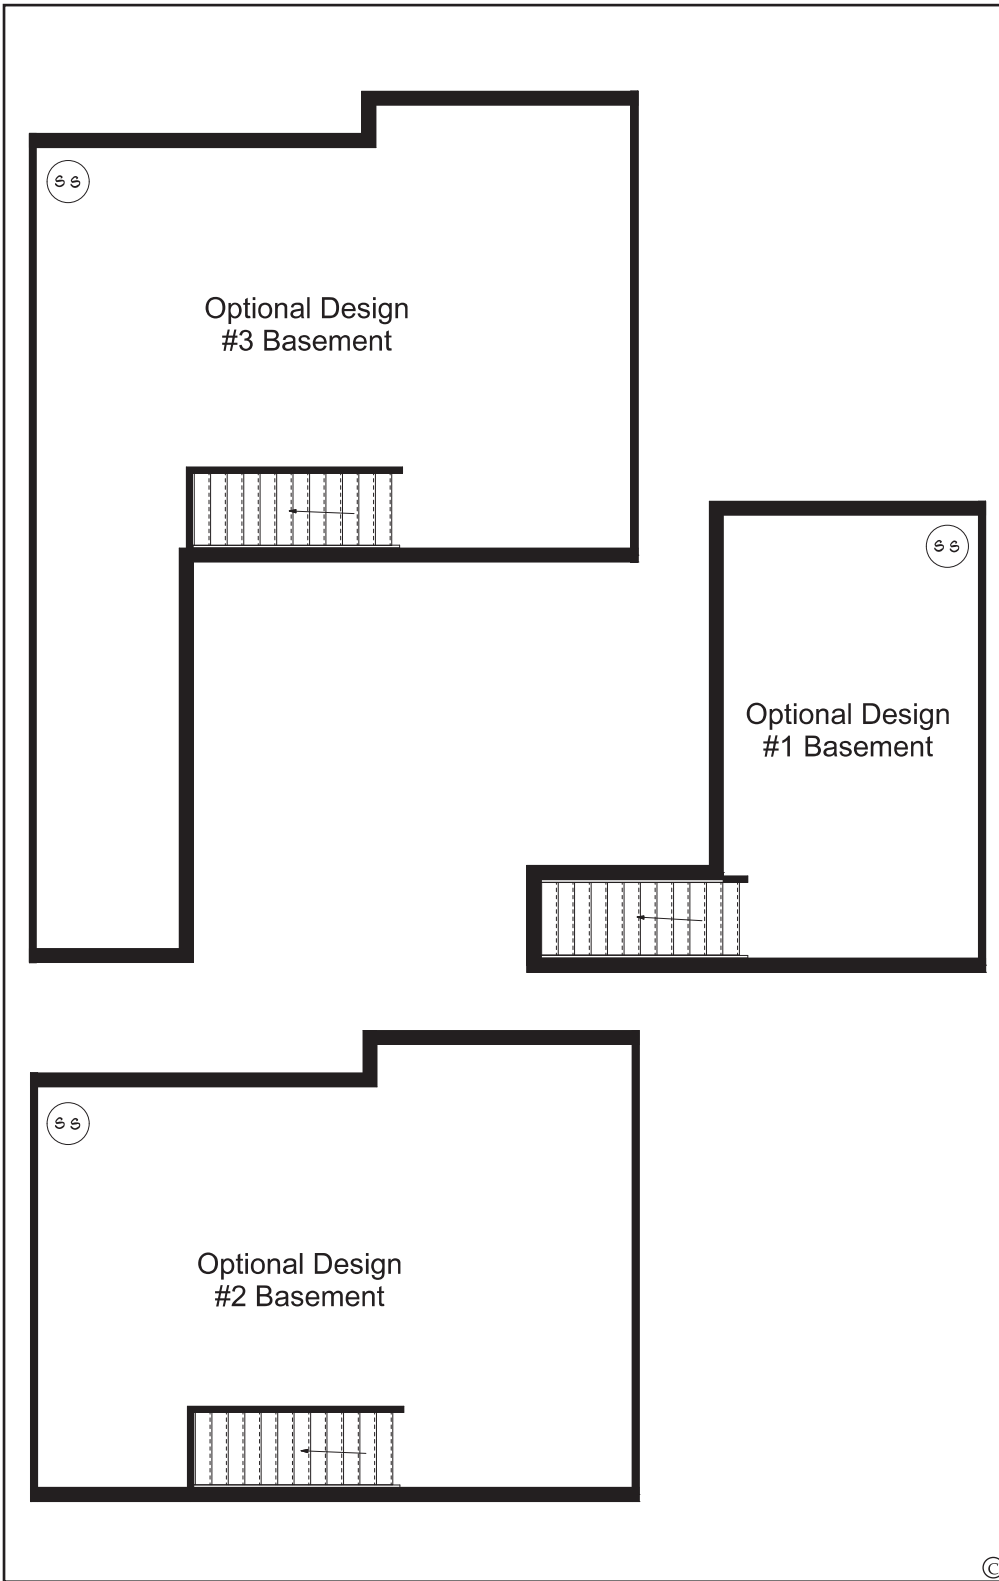 S S
Optional Design
#3 Basement
S S
Optional Design
#1 Basement
S S
Optional Design
#2 Basement
©